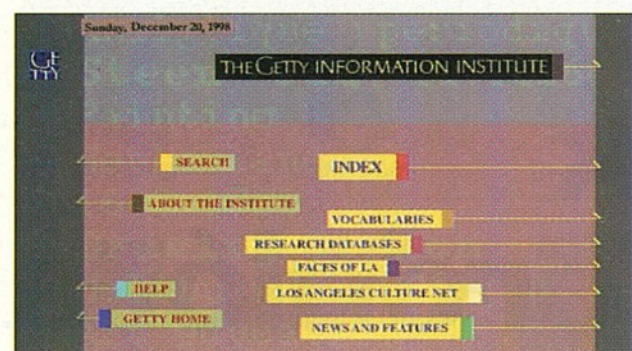 Sunday, December 20, 1998
GE
TTY
THE GETTY INFORMATION INSTITUTE
SEARCH
INDEX
ABOUT THE INSTITUTE
VOCABULARIES
RESEARCH DATABASES
FACES OF LA
HELP
LOS ANGELES CULTURE NET
GETTY HOME
NEWS AND FEATURES